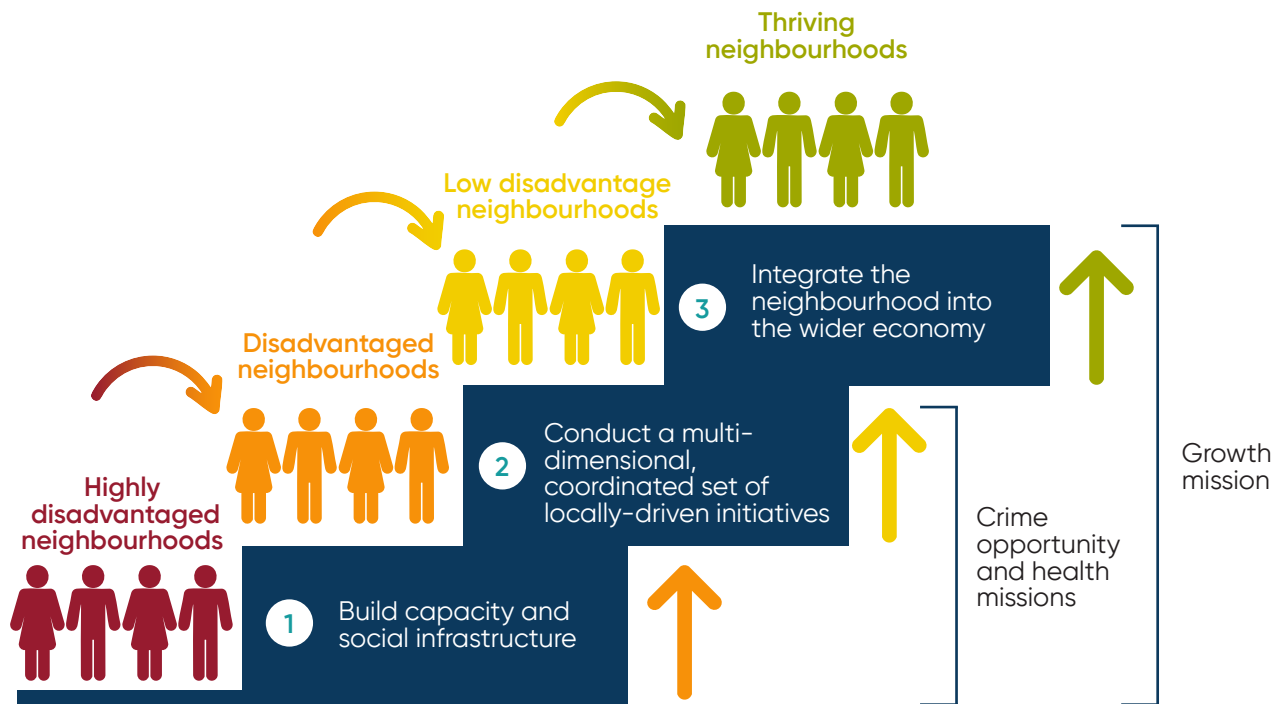 Thriving
neighbourhoods
Low disadvantage
neighbourhoods
3
Integrate the
neighbourhood into
the wider economy
Disadvantaged
neighbourhoods
2
Conduct a multi-
dimensional,
coordinated set of
locally-driven initiatives
Growth
mission
Highly
disadvantaged
neighbourhoods
Crime
opportunity
and health
missions
1
Build capacity and
social infrastructure